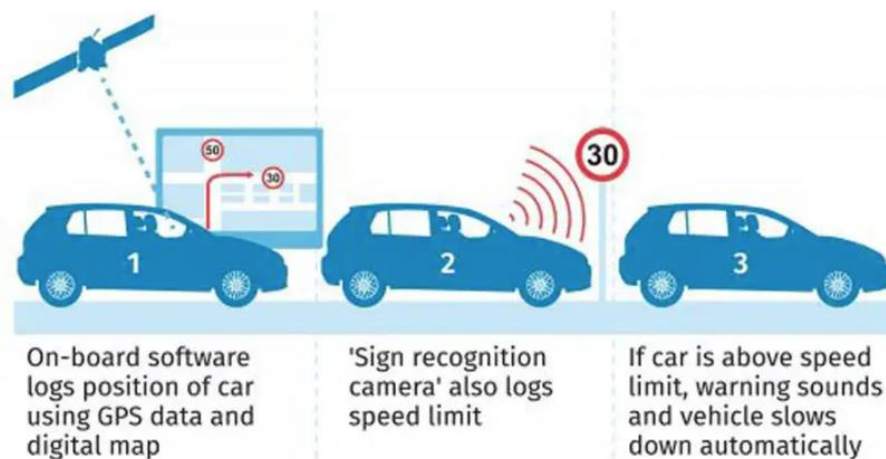 50
30
30
1
2
3
On-board software
logs position of car
using GPS data and
digital map
'Sign recognition
camera' also logs
speed limit
If car is above speed
limit, warning sounds
and vehicle slows
down automatically